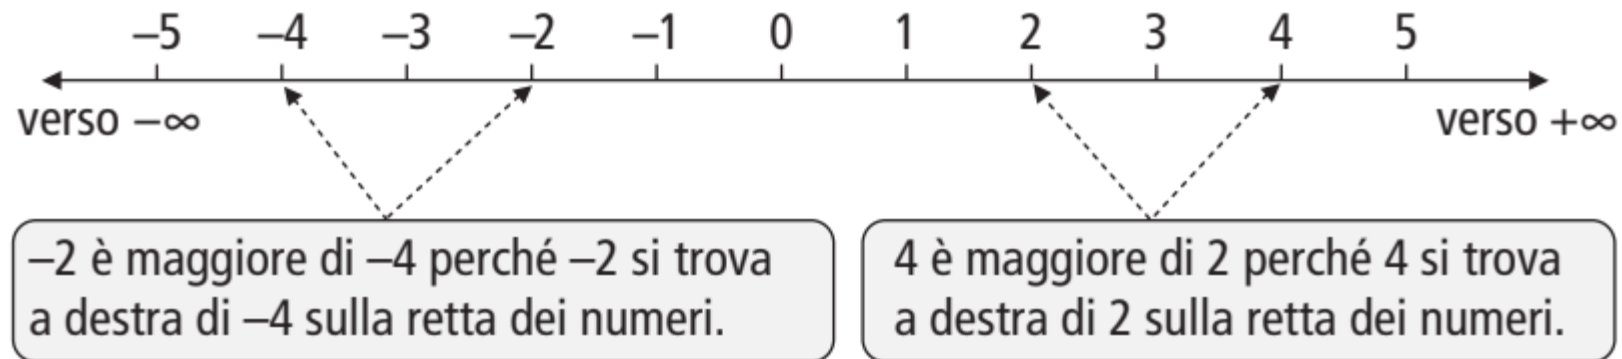 –5 –4 –3 –2 –1 0 1 2 3 4 5
verso –∞ verso +∞
–2 è maggiore di –4 perché –2 si trova
a destra di –4 sulla retta dei numeri.
4 è maggiore di 2 perché 4 si trova
a destra di 2 sulla retta dei numeri.